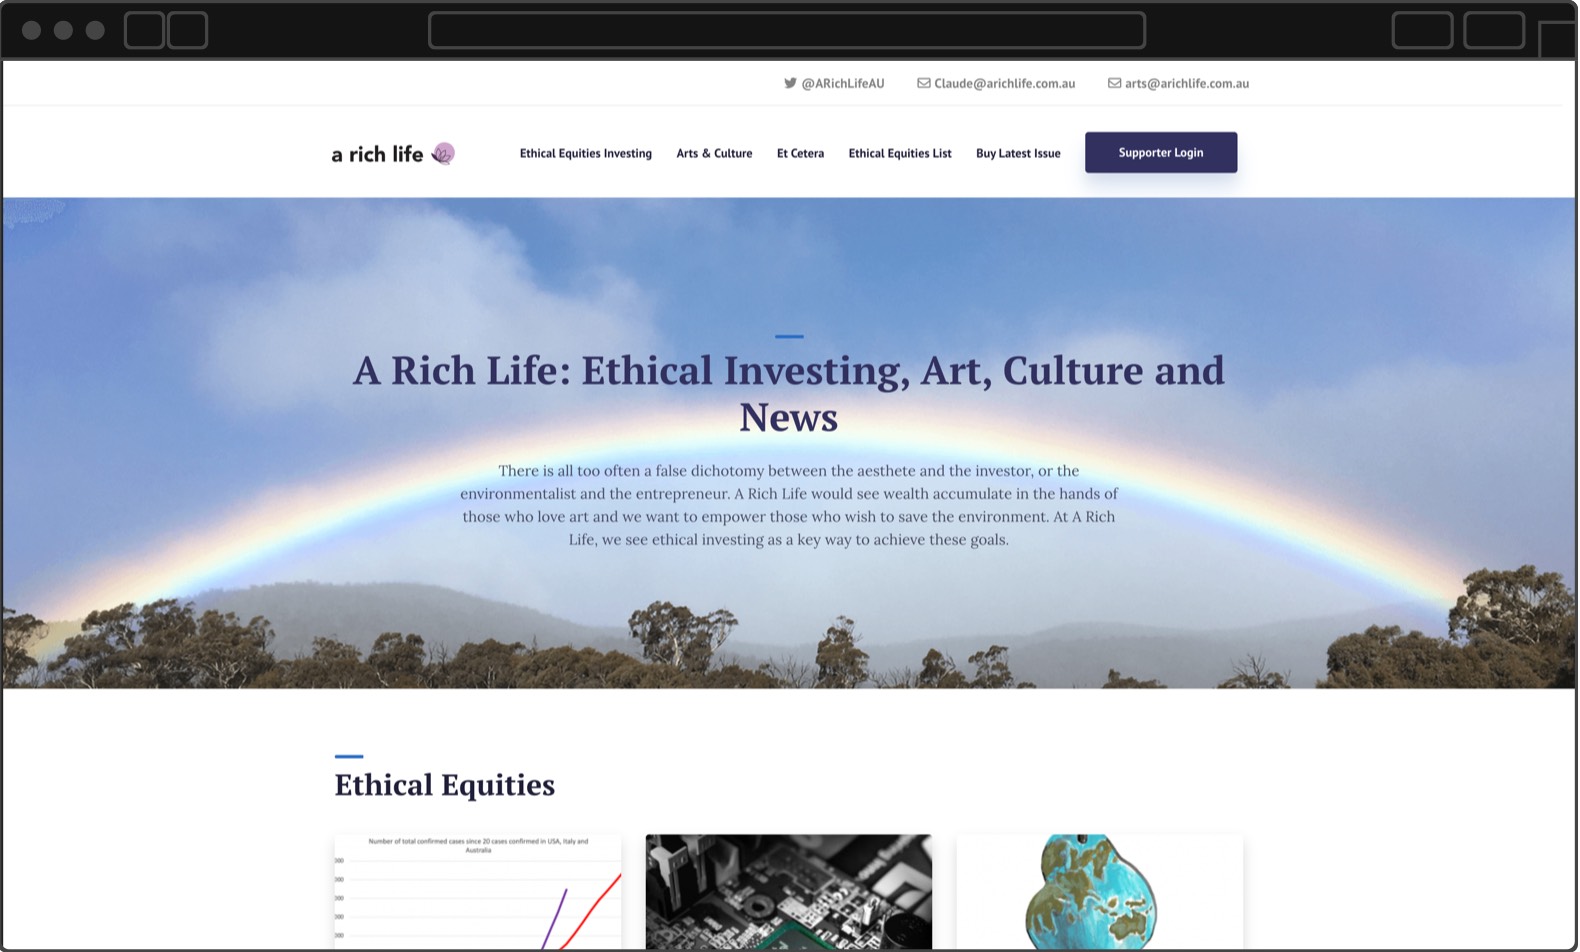 @ARichLifeAU Claude@arichlife.com.au arts@arichlife.com.au
a rich life
Ethical Equities Investing Arts & Culture Et Cetera Ethical Equities List Buy Latest Issue Supporter Login
A Rich Life: Ethical Investing, Art, Culture and
News
There is all too often a false dichotomy between the aesthete and the investor, or the
environmentalist and the entrepreneur. A Rich Life would see wealth accumulate in the hands of
those who love art and we want to empower those who wish to save the environment. At A Rich
Life, we see ethical investing as a key way to achieve these goals.
Ethical Equities
Number of total confirmed cases since 20 cases confirmed in USA, Italy and
Australia